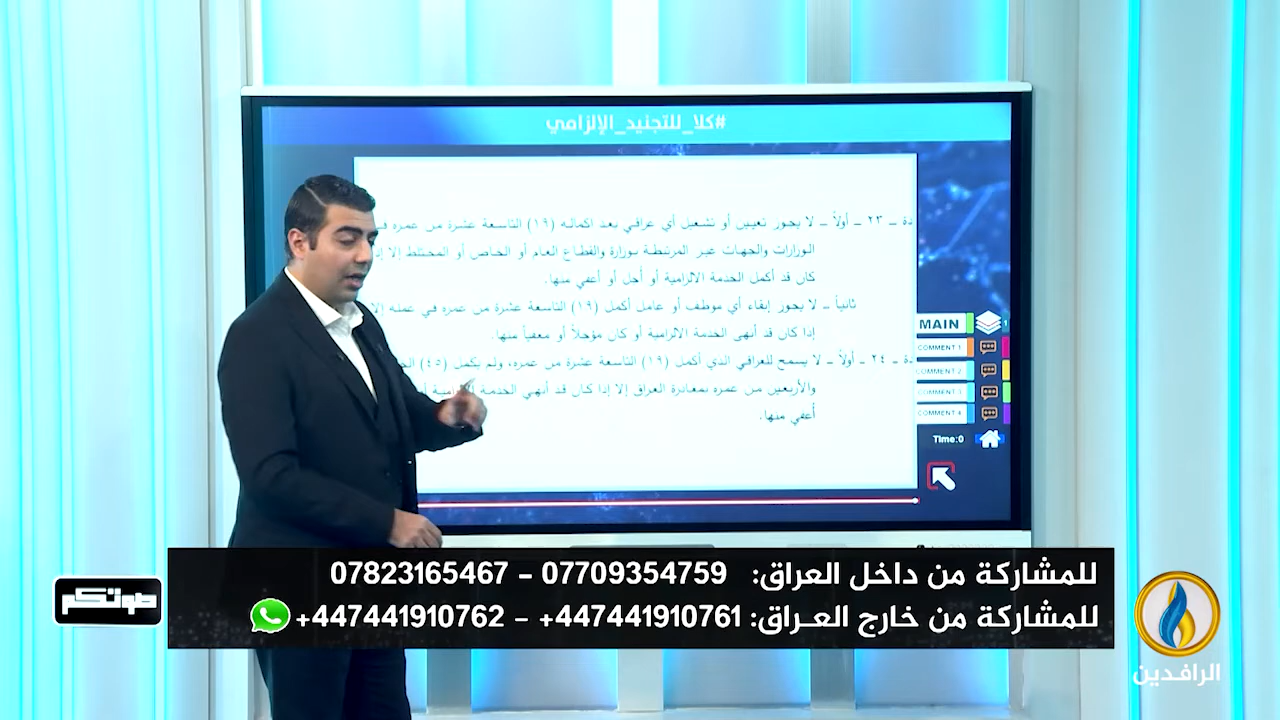 #كلا_للتجنيد_الإلزامي
دة ـ ٢٣ ـ أولاً ـ لا يجوز تعيين أو تشغيل أي عراقي بعد اكماله (١٩) التاسعة عشرة من عمره في
الوزارات والجهات غير المرتبطة بوزارة والقطاع العام أو الخاص أو المختلط إلا إذا
كان قد أكمل الخدمة الالزامية أو أجل أو أعفي منها.
ثانياً ـ لا يجوز إبقاء أي موظف أو عامل أكمل (١٩) التاسعة عشرة من عمره في عمله إلا
إذا كان قد أنهى الخدمة الالزامية أو كان مؤجلاً أو معفياً منها.
دة ـ ٢٤ ـ أولاً ـ لا يسمح للعراقي الذي أكمل (١٩) التاسعة عشرة من عمره، ولم يكمل (٤٥)
والأربعين من عمره بمغادرة العراق إلا إذا كان قد أنهى الخدمة
أعفي منها.
MAIN
1
COMMENT 1
COMMENT 2
COMMENT 3
COMMENT 4
Time:0
للمشاركة من داخل العراق: 07709354759 - 07823165467
للمشاركة من خارج العـراق: 447441910761+ - 447441910762+
صوتكم
الرافدين